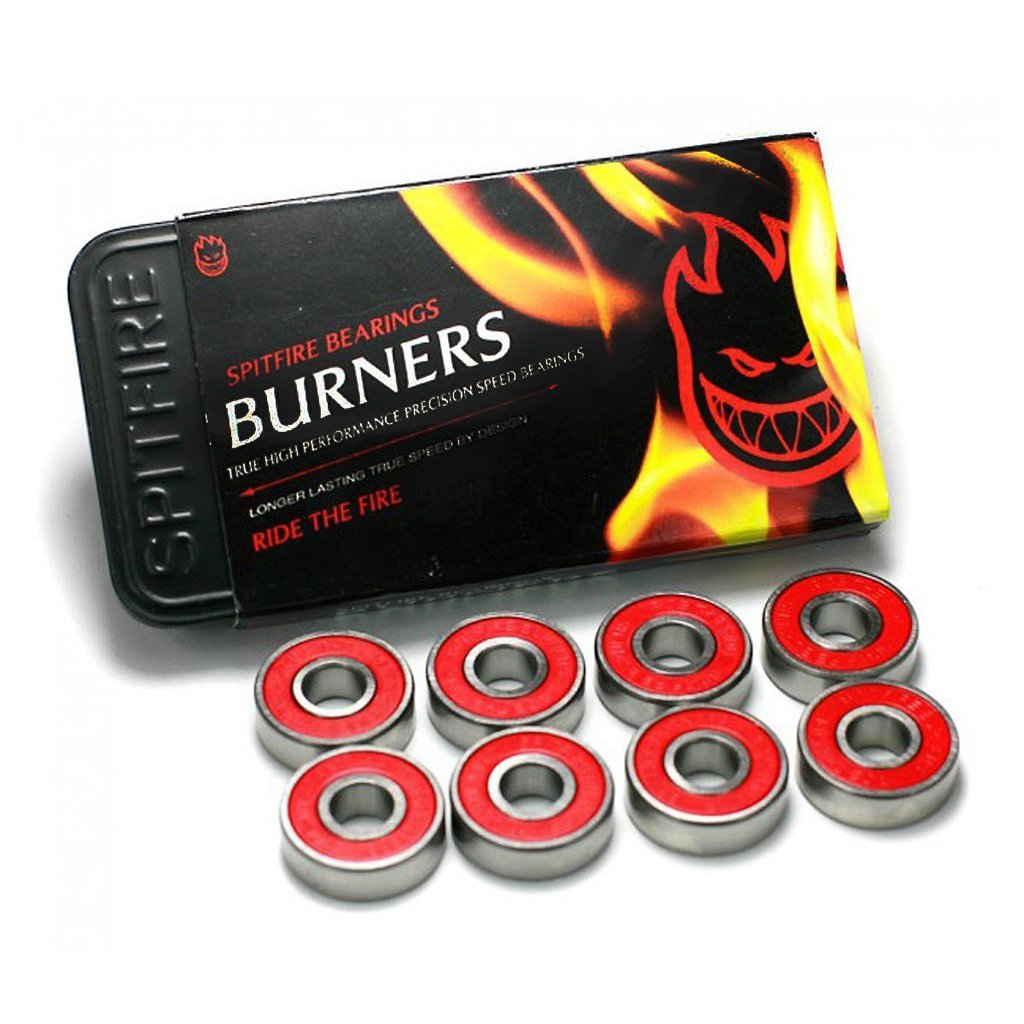 SPITFIRE
SPITFIRE BEARINGS
BURNERS
TRUE HIGH PERFORMANCE PRECISION SPEED BEARINGS
LONGER LASTING TRUE SPEED BY DESIGN
RIDE THE FIRE